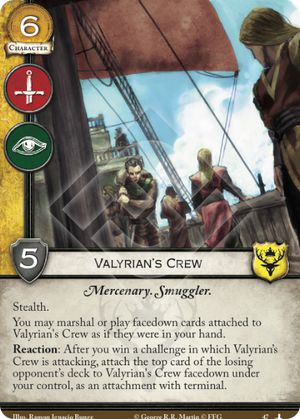 6
Character
5
Valyrian's Crew
Mercenary. Smuggler.
Stealth.
You may marshal or play facedown cards attached
to Valyrian's Crew as if they were in your hand.
Reaction: After you win a challenge in which Valyrian's
Crew is attacking, attach the top card of the losing
opponent's deck to Valyrian's Crew facedown under
your control, as an attachment with terminal.
Illus. Ramon Ignacio Bunge
© George R.R. Martin © FFG